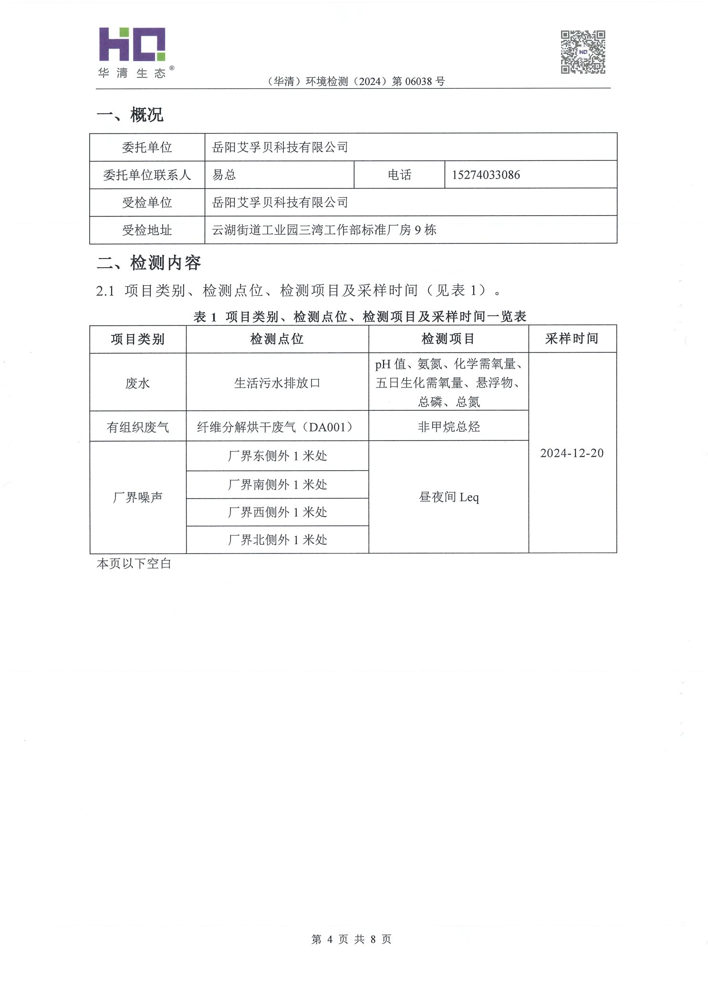 HQ
华清生态®
（华清）环境检测（2024）第 06038 号
一、概况
委托单位 岳阳艾孚贝科技有限公司
委托单位联系人 易总 电话 15274033086
受检单位 岳阳艾孚贝科技有限公司
受检地址 云湖街道工业园三湾工作部标准厂房 9 栋
二、检测内容
2.1 项目类别、检测点位、检测项目及采样时间（见表 1）。
表 1 项目类别、检测点位、检测项目及采样时间一览表
项目类别 检测点位 检测项目 采样时间
废水 生活污水排放口 pH 值、氨氮、化学需氧量、
五日生化需氧量、悬浮物、
总磷、总氮
有组织废气 纤维分解烘干废气（DA001） 非甲烷总烃
2024-12-20
厂界噪声
厂界东侧外 1 米处
厂界南侧外 1 米处
昼夜间 Leq
厂界西侧外 1 米处
厂界北侧外 1 米处
本页以下空白
第 4 页 共 8 页